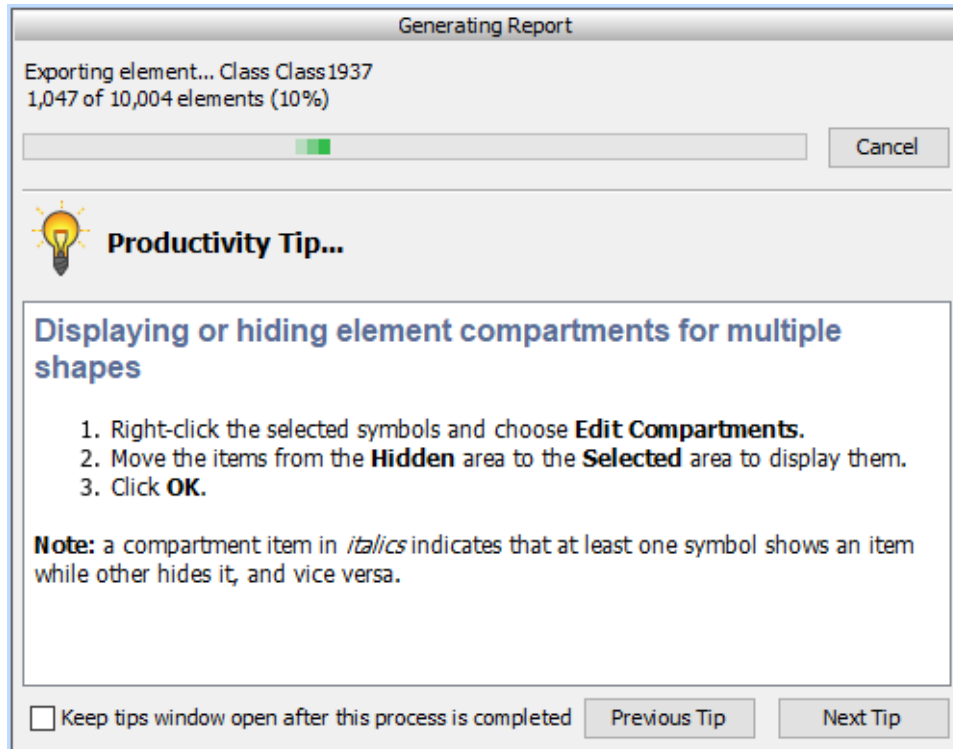 Generating Report
Exporting element... Class Class1937
1,047 of 10,004 elements (10%)
Cancel
Productivity Tip...
Displaying or hiding element compartments for multiple
shapes
1. Right-click the selected symbols and choose Edit Compartments.
2. Move the items from the Hidden area to the Selected area to display them.
3. Click OK.
Note: a compartment item in italics indicates that at least one symbol shows an item
while other hides it, and vice versa.
Keep tips window open after this process is completed Previous Tip Next Tip